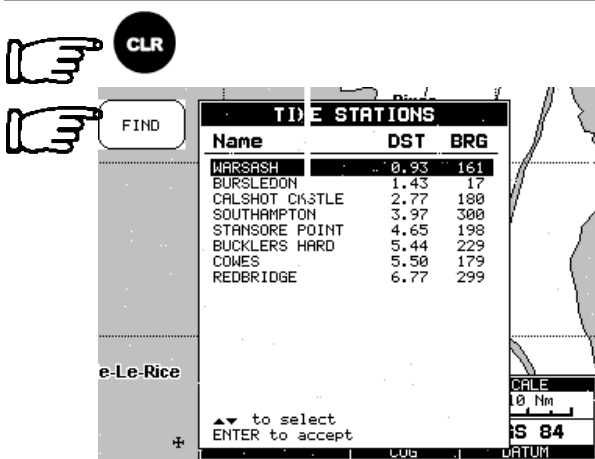 CLR
FIND
TIDE STATIONS
Name DST BRG
WARSASH 0.93 161
BURSLEDON 1.43 17
CALSHOT CASTLE 2.77 180
SOUTHAMPTON 3.97 300
STANSORE POINT 4.65 198
BUCKLERS HARD 5.44 229
COWES 5.50 179
REDBRIDGE 6.77 299
e-Le-Rice
CALE
10 Nm
▲▼ to select
ENTER to accept
GS 84
COG DATUM